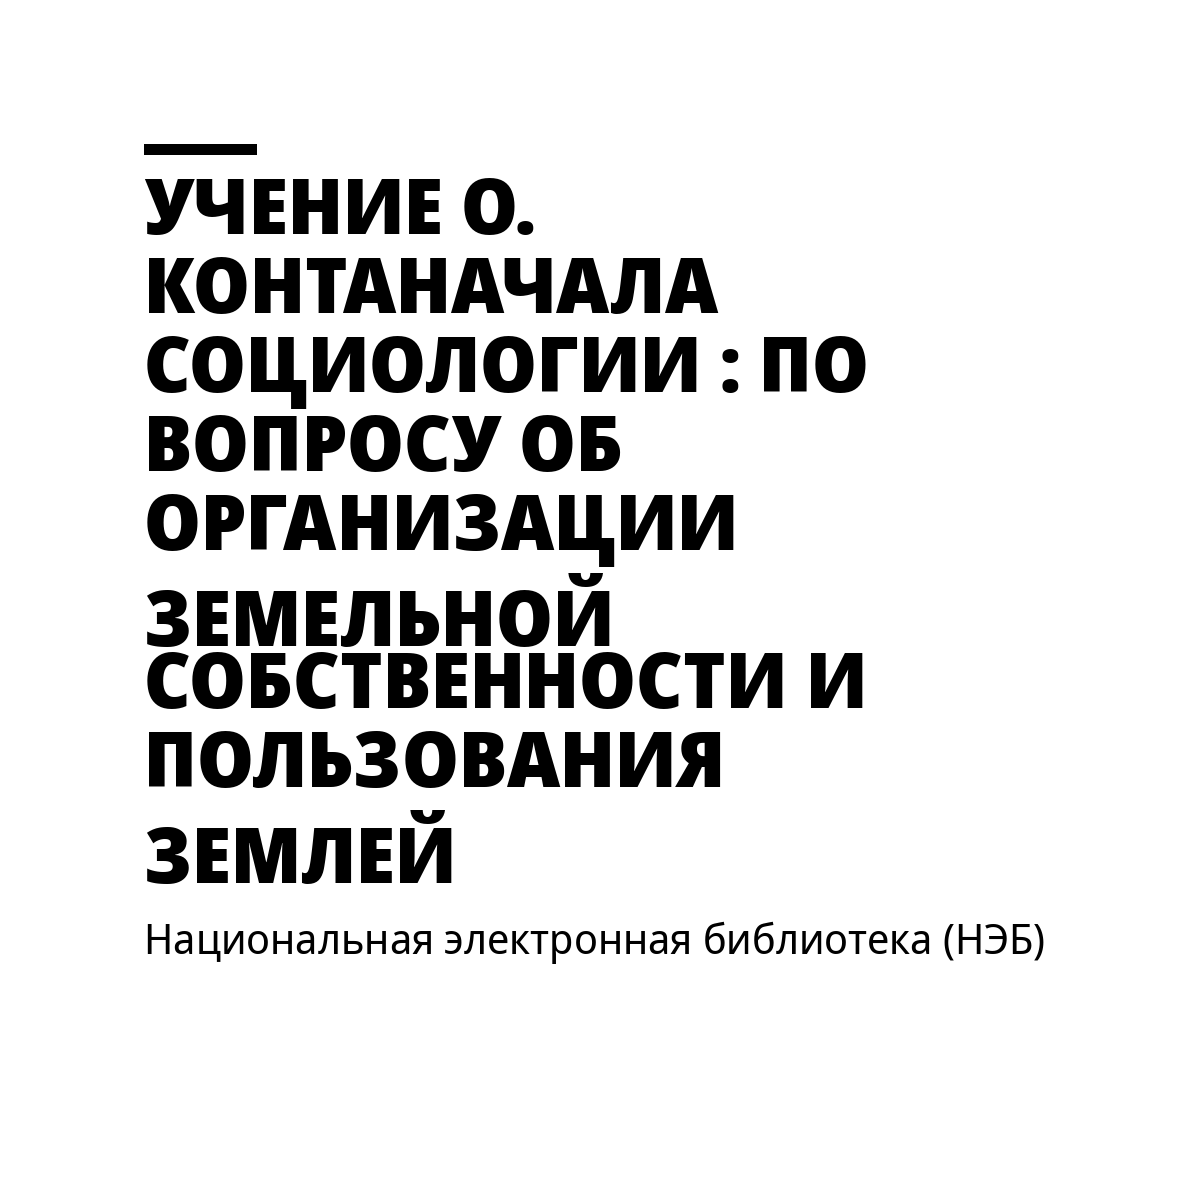 УЧЕНИЕ О.
КОНТАНАЧАЛА
СОЦИОЛОГИИ : ПО
ВОПРОСУ ОБ
ОРГАНИЗАЦИИ
ЗЕМЕЛЬНОЙ
СОБСТВЕННОСТИ И
ПОЛЬЗОВАНИЯ
ЗЕМЛЕЙ
Национальная электронная библиотека (НЭБ)